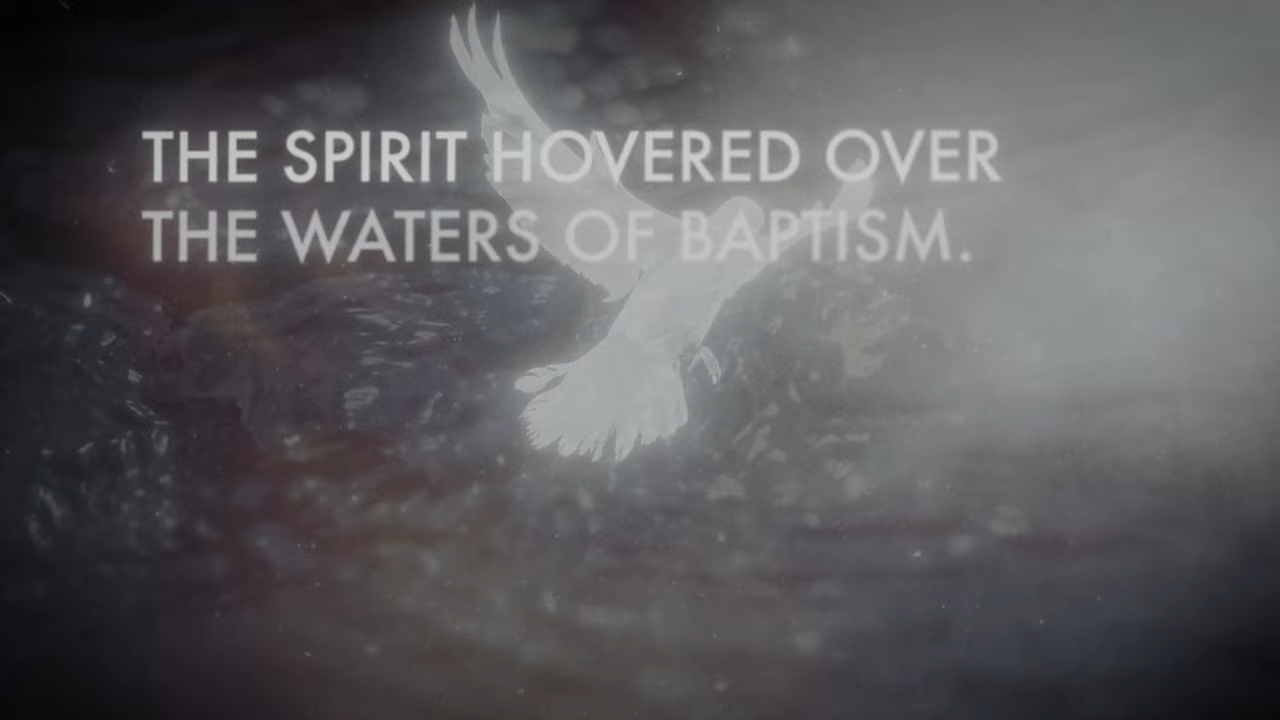 THE SPIRIT HOVERED OVER
THE WATERS OF BAPTISM.